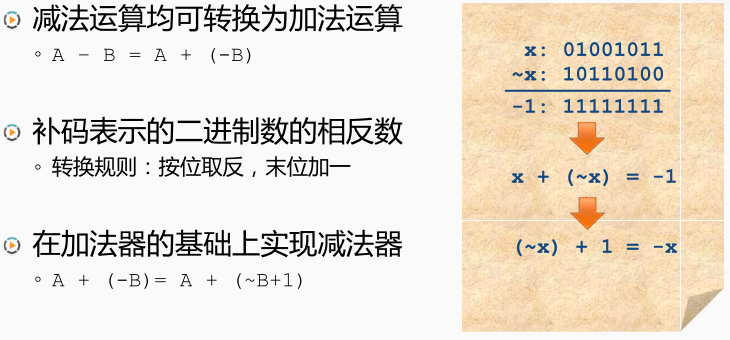 减法运算均可转换为加法运算
A - B = A + (-B)
补码表示的二进制数的相反数
转换规则：按位取反，末位加一
在加法器的基础上实现减法器
A + (-B)= A + (~B+1)
x: 01001011
~x: 10110100
-1: 11111111
x + (~x) = -1
(~x) + 1 = -x